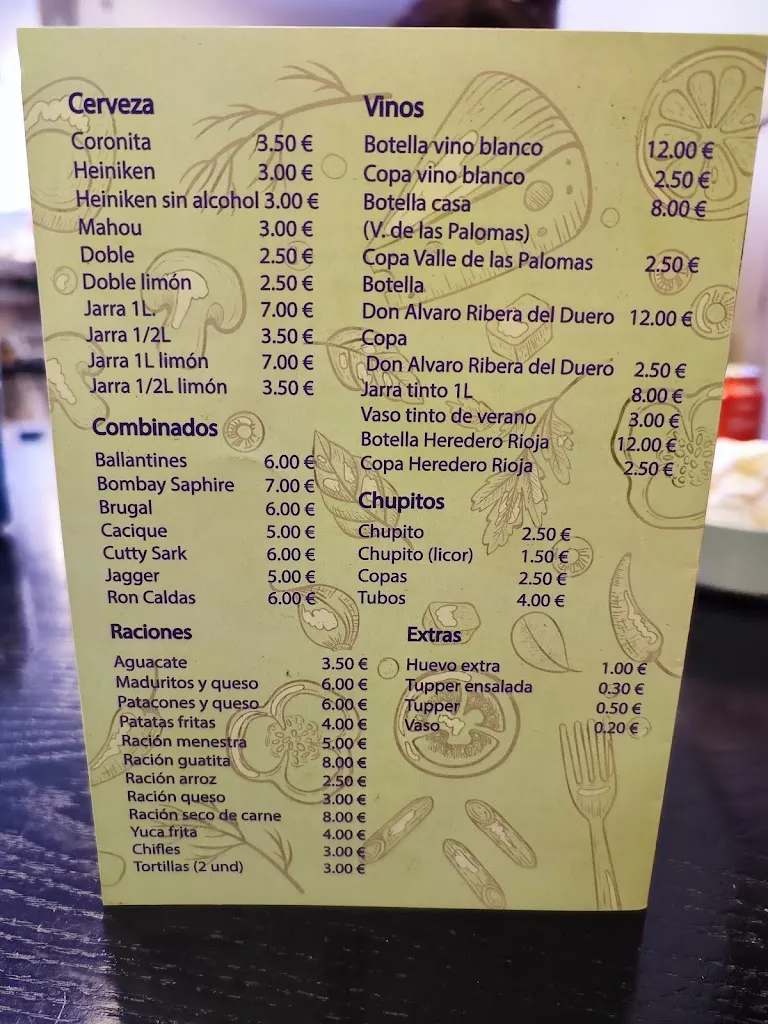 Cerveza
Coronita 3.50 €
Heiniken 3.00 €
Heiniken sin alcohol 3.00 €
Mahou 3.00 €
Doble 2.50 €
Doble limón 2.50 €
Jarra 1L. 7.00 €
Jarra 1/2L 3.50 €
Jarra 1L limón 7.00 €
Jarra 1/2L limón 3.50 €
Combinados
Ballantines 6.00 €
Bombay Saphire 7.00 €
Brugal 6.00 €
Cacique 5.00 €
Cutty Sark 6.00 €
Jagger 5.00 €
Ron Caldas 6.00 €
Vinos
Botella vino blanco 12.00 €
Copa vino blanco 2.50 €
Botella casa 8.00 €
(V. de las Palomas)
Copa Valle de las Palomas 2.50 €
Botella
Don Alvaro Ribera del Duero 12.00 €
Copa
Don Alvaro Ribera del Duero 2.50 €
Jarra tinto 1L 8.00 €
Vaso tinto de verano 3.00 €
Botella Heredero Rioja 12.00 €
Copa Heredero Rioja 2.50 €
Chupitos
Chupito 2.50 €
Chupito (licor) 1.50 €
Copas 2.50 €
Tubos 4.00 €
Raciones
Aguacate 3.50 €
Maduritos y queso 6.00 €
Patacones y queso 6.00 €
Patatas fritas 4.00 €
Ración menestra 5.00 €
Ración guatita 8.00 €
Ración arroz 2.50 €
Ración queso 3.00 €
Ración seco de carne 8.00 €
Yuca frita 4.00 €
Chifles 3.00 €
Tortillas (2 und) 3.00 €
Extras
Huevo extra 1.00 €
Tupper ensalada 0.30 €
Tupper 0.50 €
Vaso 0.20 €